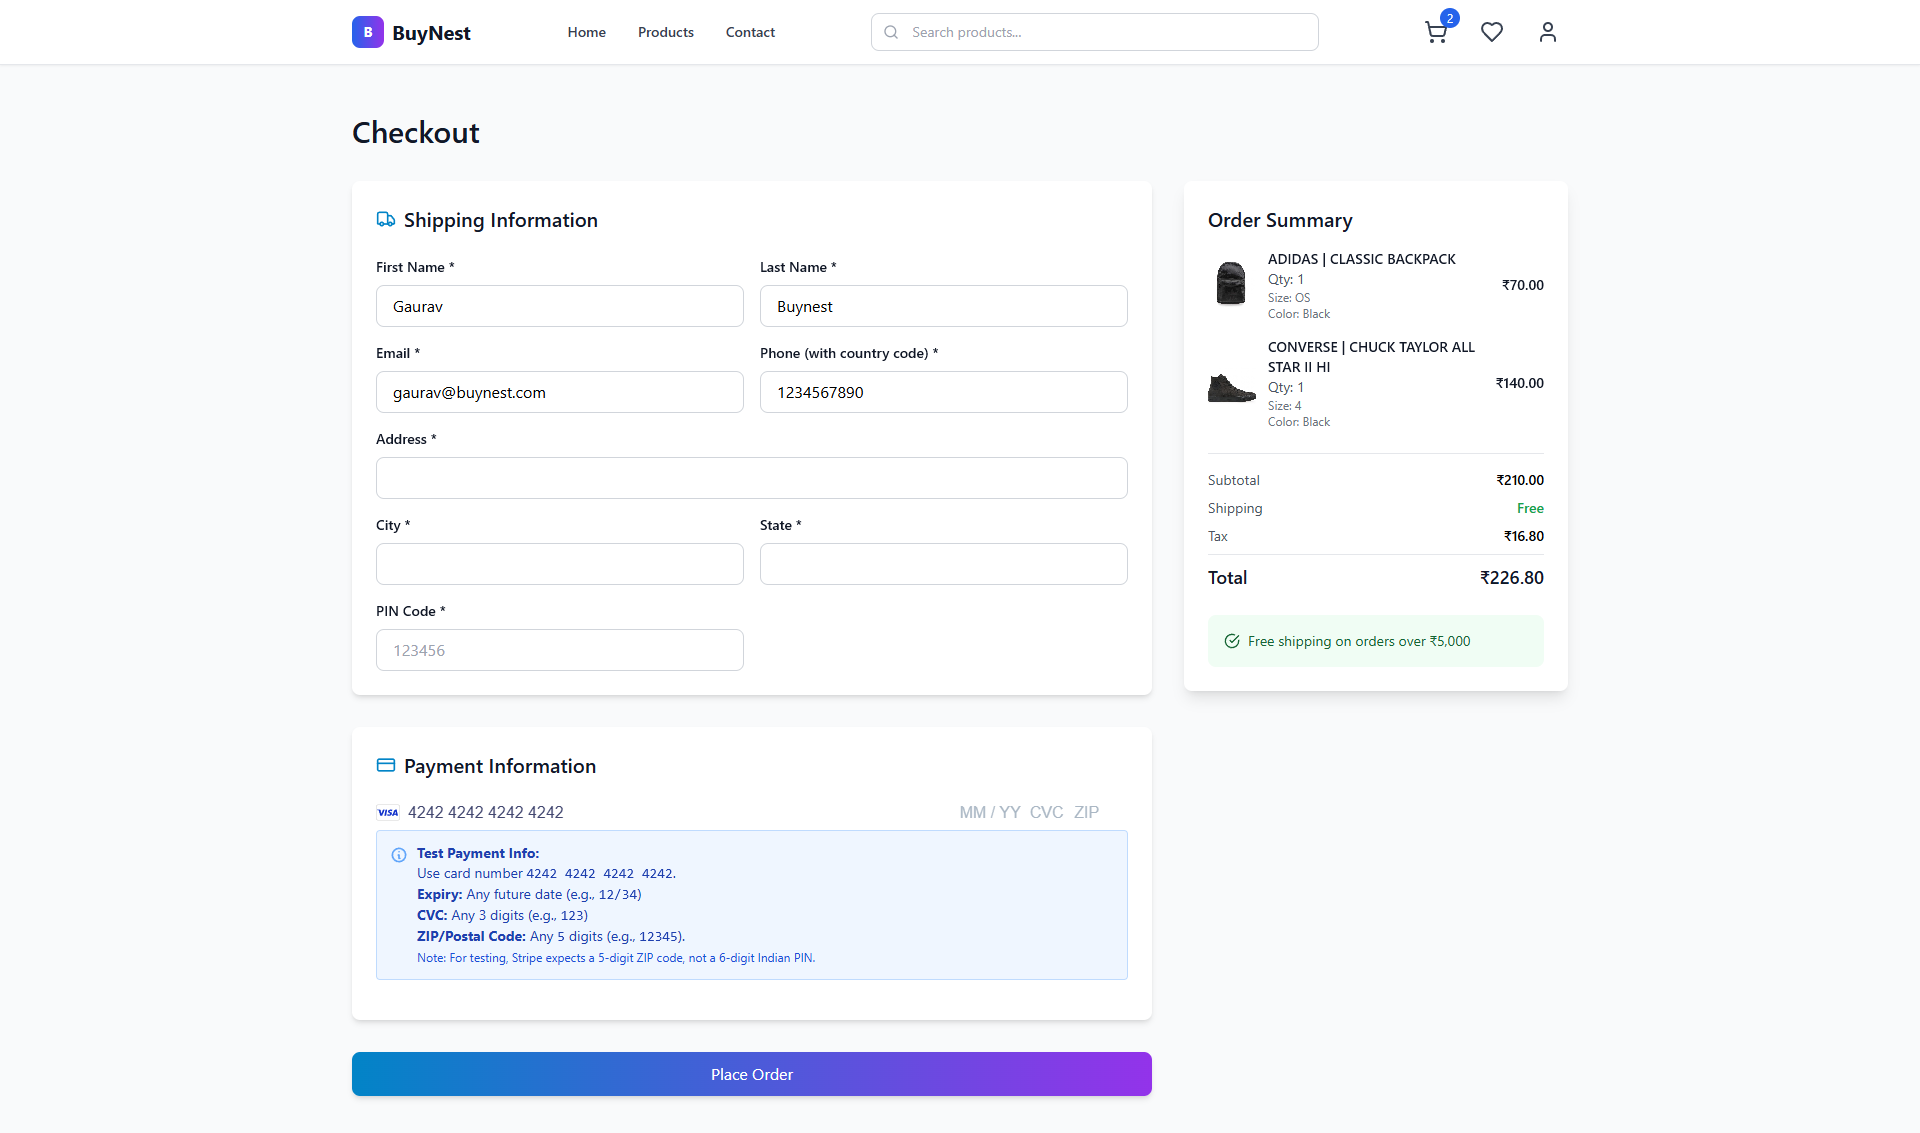 B BuyNest Home Products Contact Search products... 2
Checkout
Shipping Information
First Name * Last Name *
Gaurav Buynest
Email * Phone (with country code) *
gaurav@buynest.com 1234567890
Address *
City * State *
PIN Code *
123456
Order Summary
ADIDAS | CLASSIC BACKPACK
Qty: 1
Size: OS
Color: Black
₹70.00
CONVERSE | CHUCK TAYLOR ALL
STAR II HI
Qty: 1
Size: 4
Color: Black
₹140.00
Subtotal ₹210.00
Shipping Free
Tax ₹16.80
Total ₹226.80
Free shipping on orders over ₹5,000
Payment Information
VISA 4242 4242 4242 4242 MM / YY CVC ZIP
Test Payment Info:
Use card number 4242 4242 4242 4242.
Expiry: Any future date (e.g., 12/34)
CVC: Any 3 digits (e.g., 123)
ZIP/Postal Code: Any 5 digits (e.g., 12345).
Note: For testing, Stripe expects a 5-digit ZIP code, not a 6-digit Indian PIN.
Place Order